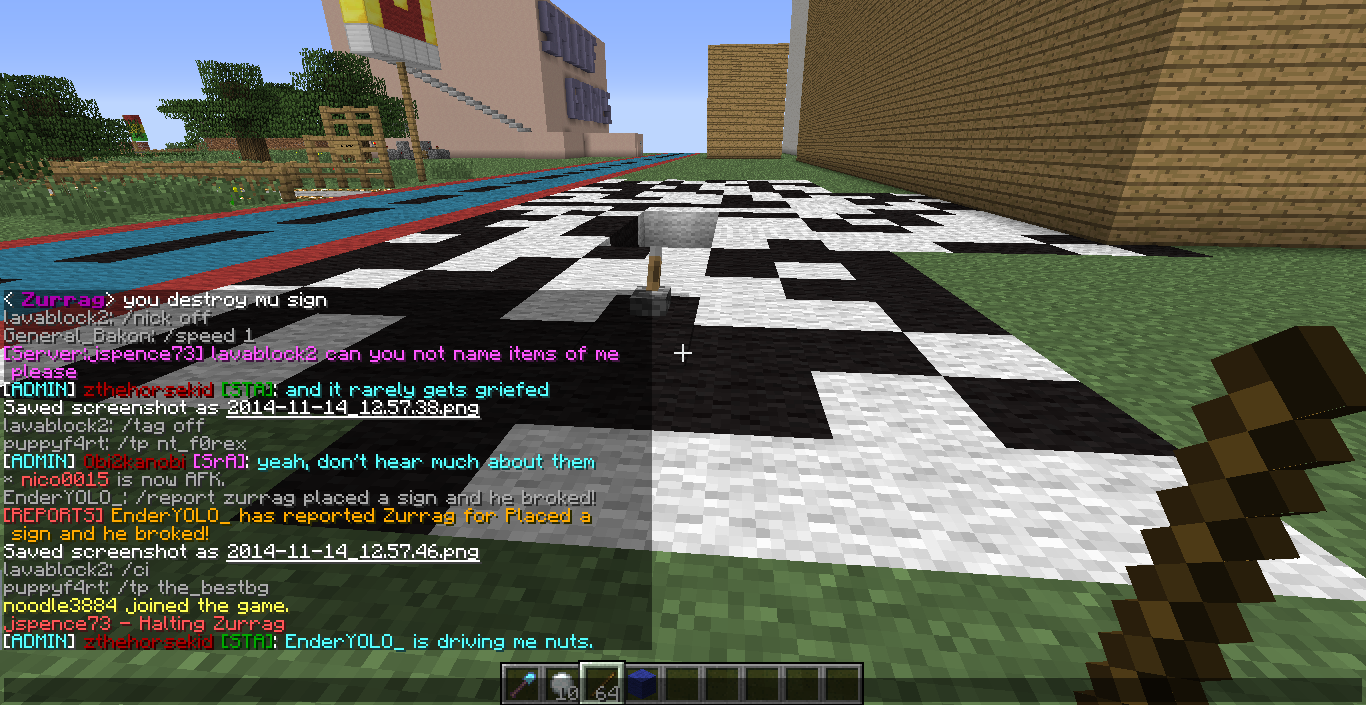 < Zurrag> you destroy mu sign
lavablock2: /nick off
General_Bakon: /speed 1
[Server:jspence73] lavablock2 can you not name items of me
please
[ADMIN] zthehorsekid [STA]: and it rarely gets griefed
Saved screenshot as 2014-11-14_12.57.38.png
lavablock2: /tag off
puppyf4rt: /tp nt_f0rex
[ADMIN] 0bi2kanobi [SrA]: yeah, don't hear much about them
* nico0015 is now AFK.
EnderYOLO_: /report zurrag placed a sign and he broked!
[REPORTS] EnderYOLO_ has reported Zurrag for Placed a
sign and he broked!
Saved screenshot as 2014-11-14_12.57.46.png
lavablock2: /ci
puppyf4rt: /tp the_bestbg
noodle3884 joined the game.
jspence73 - Halting Zurrag
[ADMIN] zthehorsekid [STA]: EnderYOLO_ is driving me nuts.
10
64